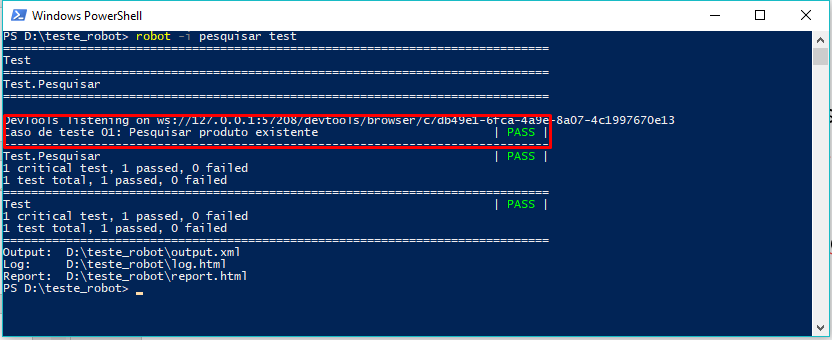 Windows PowerShell
PS D:\teste_robot> robot -i pesquisar test
==============================================================================
Test
==============================================================================
Test.Pesquisar
==============================================================================
DevTools listening on ws://127.0.0.1:57208/devtools/browser/c7db49e1-6fca-4a9e-8a07-4c1997670e13
Caso de teste 01: Pesquisar produto existente | PASS |
------------------------------------------------------------------------------
Test.Pesquisar | PASS |
1 critical test, 1 passed, 0 failed
1 test total, 1 passed, 0 failed
==============================================================================
Test | PASS |
1 critical test, 1 passed, 0 failed
1 test total, 1 passed, 0 failed
==============================================================================
Output: D:\teste_robot\output.xml
Log: D:\teste_robot\log.html
Report: D:\teste_robot\report.html
PS D:\teste_robot>